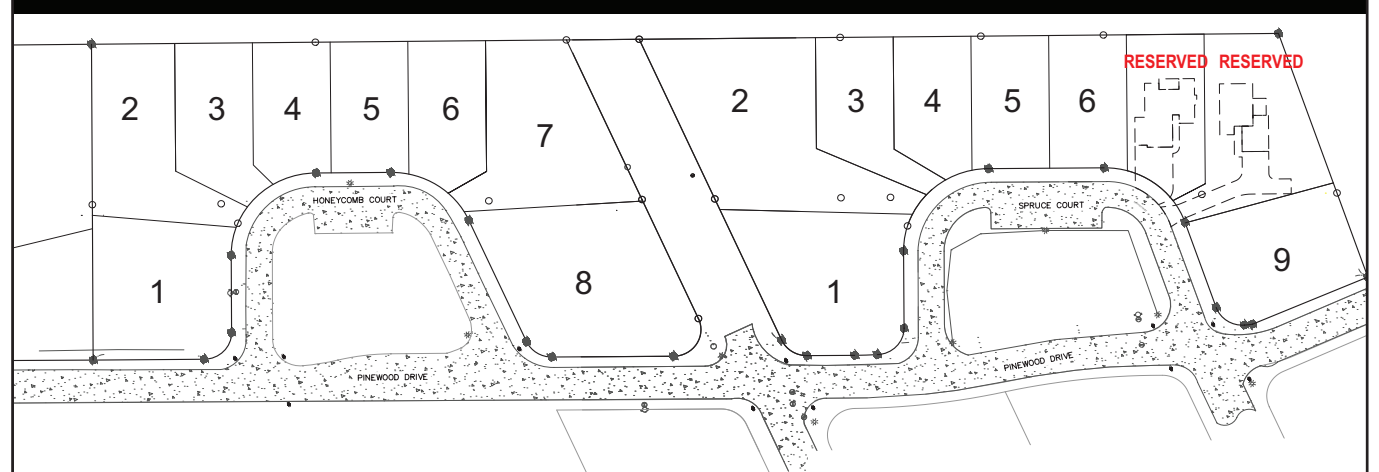 RESERVED RESERVED
2 3 4 5 6 7 2 3 4 5 6
HONEYCOMB COURT
SPRUCE COURT
1 8 1 9
PINEWOOD DRIVE
PINEWOOD DRIVE